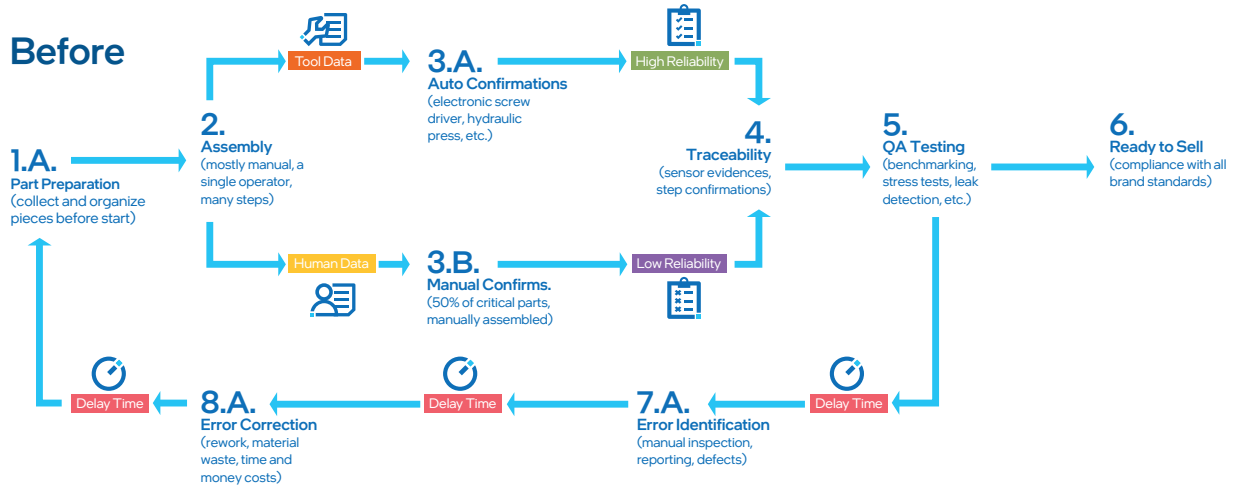 Before
1.A.
Part Preparation
(collect and organize
pieces before start)
2.
Assembly
(mostly manual, a
single operator,
many steps)
Tool Data
3.A.
Auto Confirmations
(electronic screw
driver, hydraulic
press, etc.)
High Reliability
Human Data
3.B.
Manual Confirms.
(50% of critical parts,
manually assembled)
Low Reliability
4.
Traceability
(sensor evidences,
step confirmations)
5.
QA Testing
(benchmarking,
stress tests, leak
detection, etc.)
6.
Ready to Sell
(compliance with all
brand standards)
Delay Time
7.A.
Error Identification
(manual inspection,
reporting, defects)
Delay Time
8.A.
Error Correction
(rework, material
waste, time and
money costs)
Delay Time